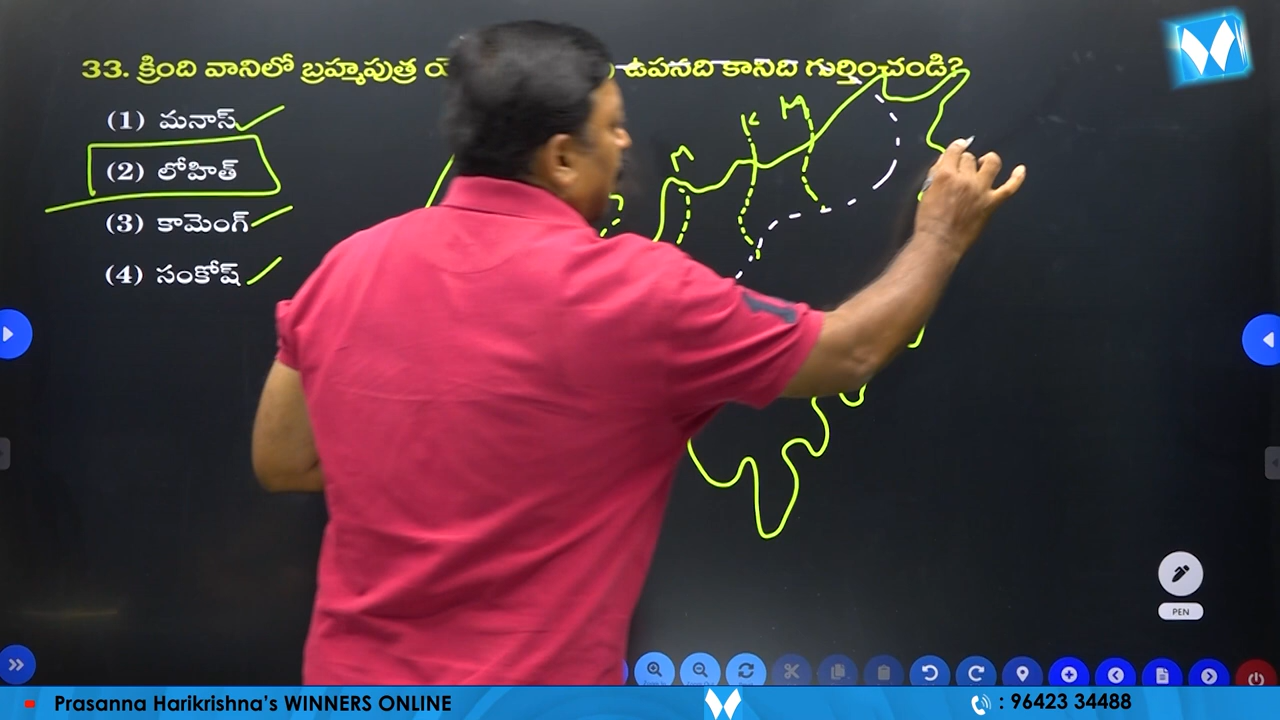 33. క్రింది వానిలో బ్రహ్మపుత్ర ఉపనది కానిది గుర్తించండి?
(1) మనాస్
(2) లోహిత్
(3) కామెంగ్
(4) సంకోష్
K M
PEN
Prasanna Harikrishna's WINNERS ONLINE : 96423 34488